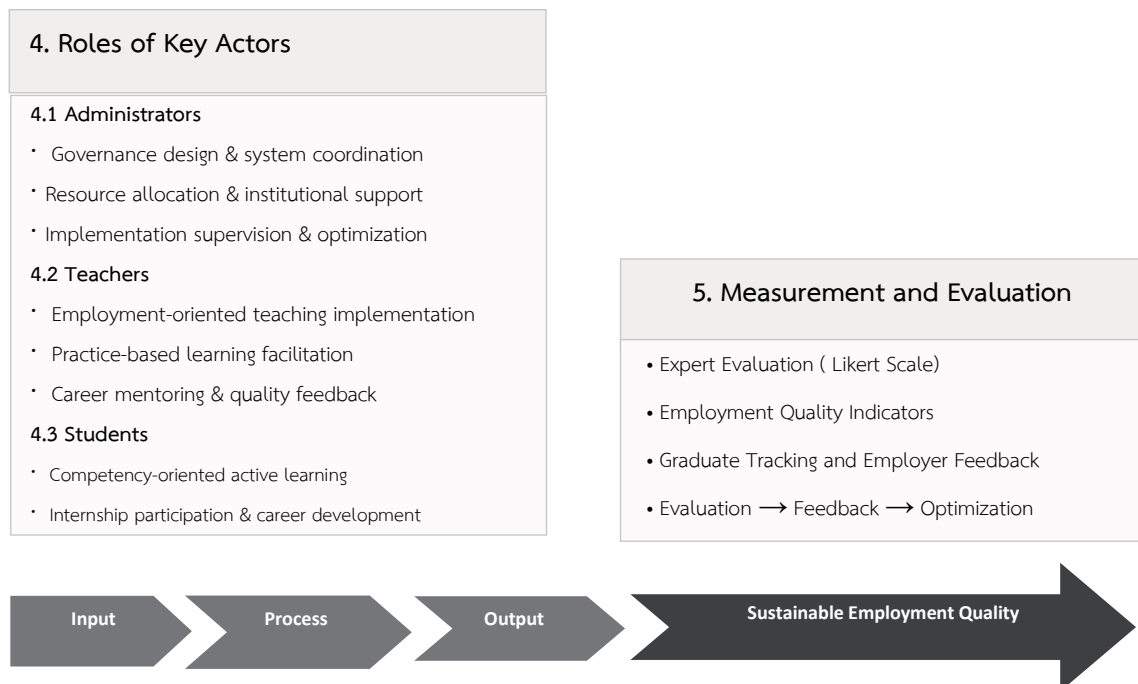 4. Roles of Key Actors
4.1 Administrators
· Governance design & system coordination
· Resource allocation & institutional support
· Implementation supervision & optimization
4.2 Teachers
· Employment-oriented teaching implementation
· Practice-based learning facilitation
· Career mentoring & quality feedback
4.3 Students
· Competency-oriented active learning
· Internship participation & career development
5. Measurement and Evaluation
• Expert Evaluation ( Likert Scale)
• Employment Quality Indicators
• Graduate Tracking and Employer Feedback
• Evaluation → Feedback → Optimization
Input
Process
Output
Sustainable Employment Quality